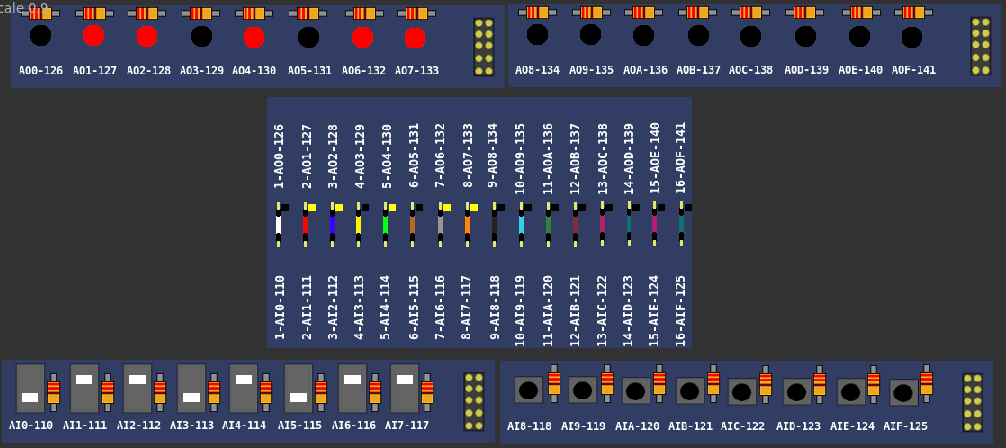 cale 0.9
AO0-126 AO1-127 AO2-128 AO3-129 AO4-130 AO5-131 AO6-132 AO7-133
AO8-134 AO9-135 AOA-136 AOB-137 AOC-138 AOD-139 AOE-140 AOF-141
1-AO0-126
2-AO1-127
3-AO2-128
4-AO3-129
5-AO4-130
6-AO5-131
7-AO6-132
8-AO7-133
9-AO8-134
10-AO9-135
11-AOA-136
12-AOB-137
13-AOC-138
14-AOD-139
15-AOE-140
16-AOF-141
1-AI0-110
2-AI1-111
3-AI2-112
4-AI3-113
5-AI4-114
6-AI5-115
7-AI6-116
8-AI7-117
9-AI8-118
10-AI9-119
11-AIA-120
12-AIB-121
13-AIC-122
14-AID-123
15-AIE-124
16-AIF-125
AI0-110 AI1-111 AI2-112 AI3-113 AI4-114 AI5-115 AI6-116 AI7-117
AI8-118 AI9-119 AIA-120 AIB-121 AIC-122 AID-123 AIE-124 AIF-125